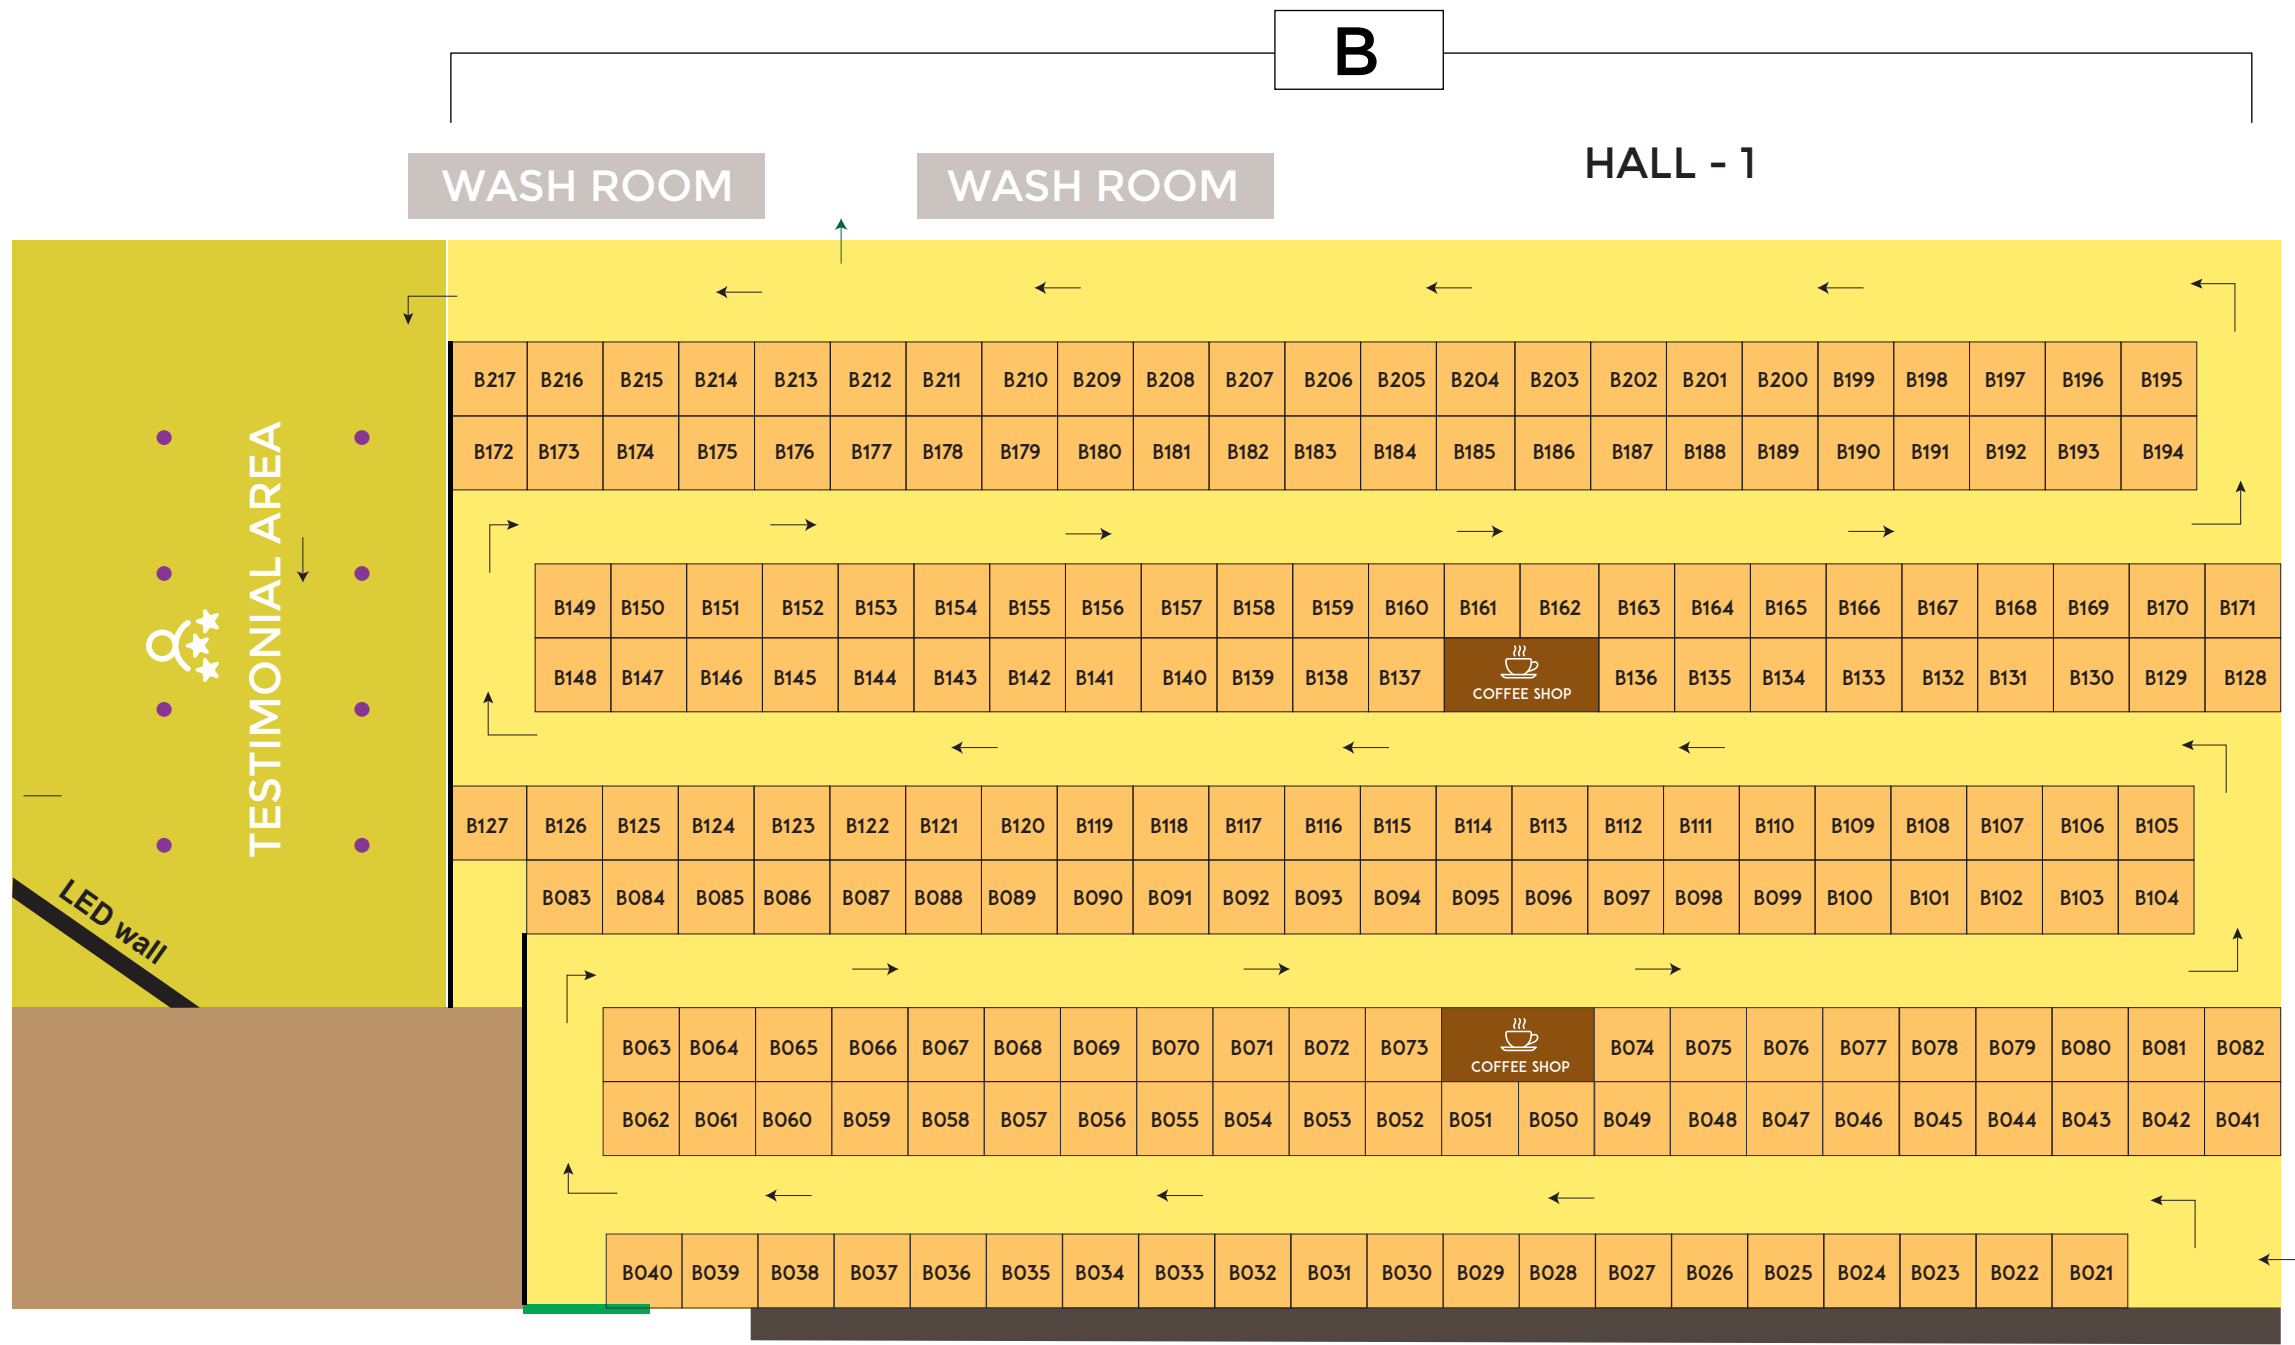 B
HALL - 1
WASH ROOM WASH ROOM
B217 B216 B215 B214 B213 B212 B211 B210 B209 B208 B207 B206 B205 B204 B203 B202 B201 B200 B199 B198 B197 B196 B195
B172 B173 B174 B175 B176 B177 B178 B179 B180 B181 B182 B183 B184 B185 B186 B187 B188 B189 B190 B191 B192 B193 B194
TESTIMONIAL AREA
B149 B150 B151 B152 B153 B154 B155 B156 B157 B158 B159 B160 B161 B162 B163 B164 B165 B166 B167 B168 B169 B170 B171
B148 B147 B146 B145 B144 B143 B142 B141 B140 B139 B138 B137 COFFEE SHOP B136 B135 B134 B133 B132 B131 B130 B129 B128
B127 B126 B125 B124 B123 B122 B121 B120 B119 B118 B117 B116 B115 B114 B113 B112 B111 B110 B109 B108 B107 B106 B105
B083 B084 B085 B086 B087 B088 B089 B090 B091 B092 B093 B094 B095 B096 B097 B098 B099 B100 B101 B102 B103 B104
LED wall
B063 B064 B065 B066 B067 B068 B069 B070 B071 B072 B073 COFFEE SHOP B074 B075 B076 B077 B078 B079 B080 B081 B082
B062 B061 B060 B059 B058 B057 B056 B055 B054 B053 B052 B051 B050 B049 B048 B047 B046 B045 B044 B043 B042 B041
B040 B039 B038 B037 B036 B035 B034 B033 B032 B031 B030 B029 B028 B027 B026 B025 B024 B023 B022 B021